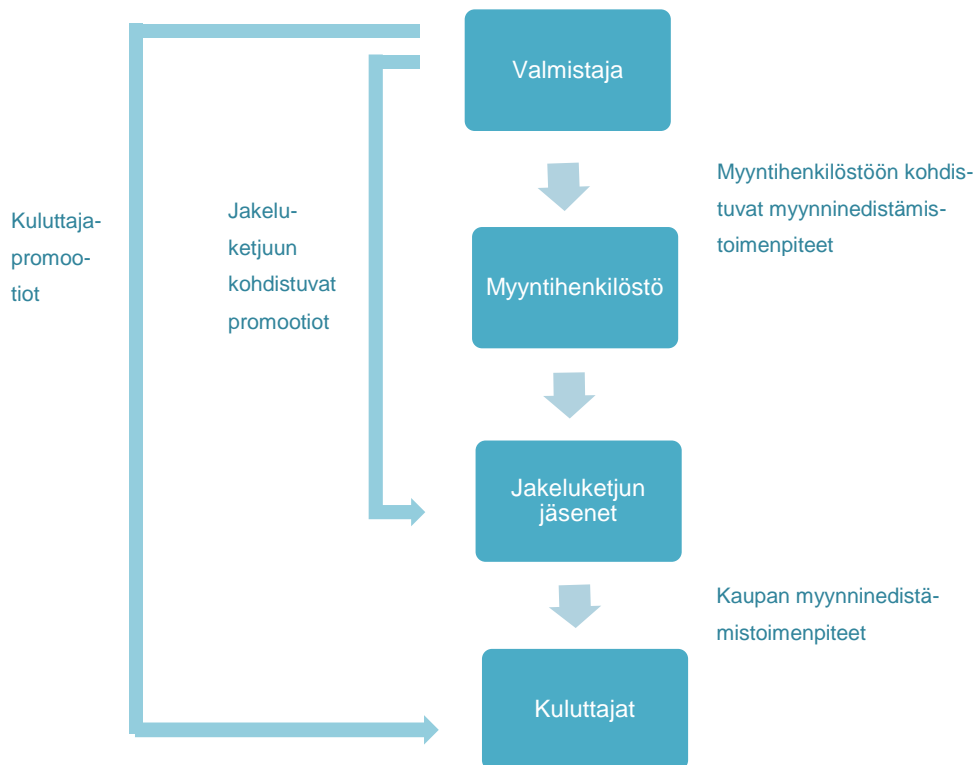 Valmistaja
Myyntihenkilöstöön kohdis-
tuvat myynninedistämis-
toimenpiteet
Kuluttaja-
promoo-
tiot
Jakelu-
ketjuun
kohdistuvat
promootiot
Myyntihenkilöstö
Jakeluketjun
jäsenet
Kaupan myynninedistä-
mistoimenpiteet
Kuluttajat